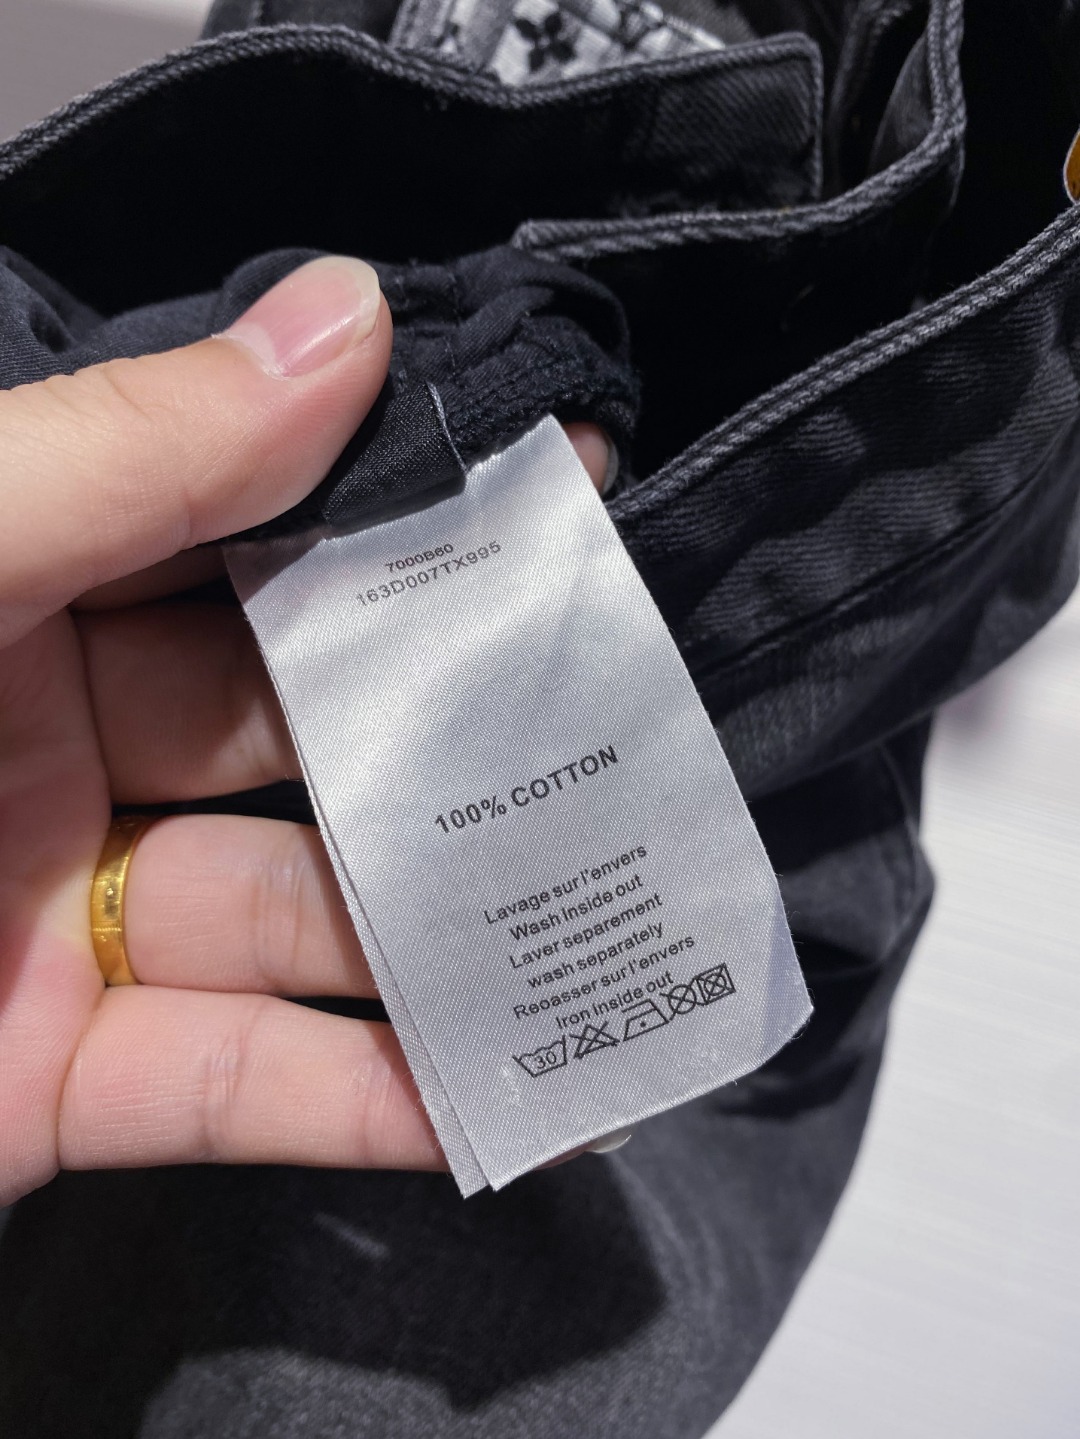 7000B60
163D007TX995
100% COTTON
Lavage sur l'envers
Wash Inside out
Laver separement
wash separately
Reoasser sur l'envers
Iron Inside out
30